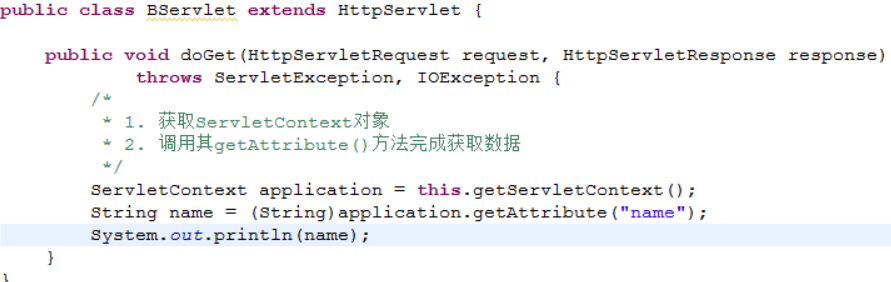 public class BServlet extends HttpServlet {
public void doGet(HttpServletRequest request, HttpServletResponse response)
throws ServletException, IOException {
/*
* 1. 获取ServletContext对象
* 2. 调用其getAttribute()方法完成获取数据
*/
ServletContext application = this.getServletContext();
String name = (String)application.getAttribute("name");
System.out.println(name);
}
}